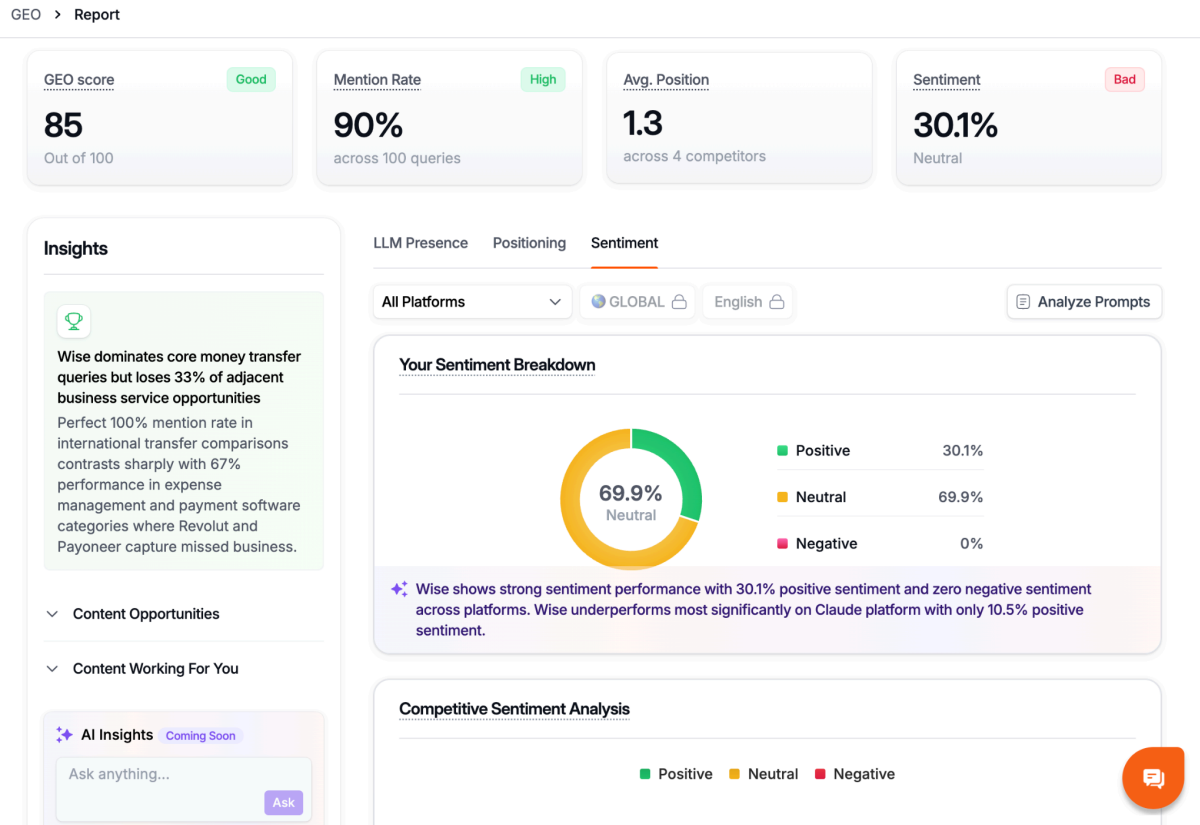 GEO > Report
GEO score
Good
85
Out of 100
Mention Rate
High
90%
across 100 queries
Avg. Position
1.3
across 4 competitors
Sentiment
Bad
30.1%
Neutral
Insights
Wise dominates core money transfer
queries but loses 33% of adjacent
business service opportunities
Perfect 100% mention rate in
international transfer comparisons
contrasts sharply with 67%
performance in expense
management and payment software
categories where Revolut and
Payoneer capture missed business.
Content Opportunities
Content Working For You
AI Insights Coming Soon
Ask anything...
Ask
LLM Presence Positioning Sentiment
All Platforms
GLOBAL
English
Analyze Prompts
Your Sentiment Breakdown
69.9%
Neutral
Positive 30.1%
Neutral 69.9%
Negative 0%
Wise shows strong sentiment performance with 30.1% positive sentiment and zero negative sentiment
across platforms. Wise underperforms most significantly on Claude platform with only 10.5% positive
sentiment.
Competitive Sentiment Analysis
Positive Neutral Negative